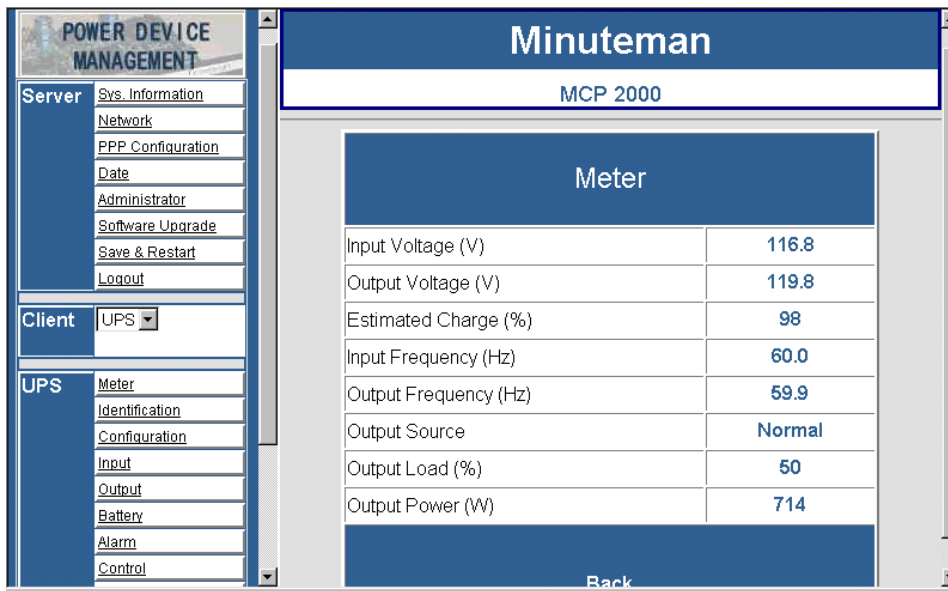 POWER DEVICE
MANAGEMENT
Server
Sys. Information
Network
PPP Configuration
Date
Administrator
Software Upgrade
Save & Restart
Logout
Client
UPS
UPS
Meter
Identification
Configuration
Input
Output
Battery
Alarm
Control
Minuteman
MCP 2000
Meter
Input Voltage (V) 116.8
Output Voltage (V) 119.8
Estimated Charge (%) 98
Input Frequency (Hz) 60.0
Output Frequency (Hz) 59.9
Output Source Normal
Output Load (%) 50
Output Power (W) 714
Back